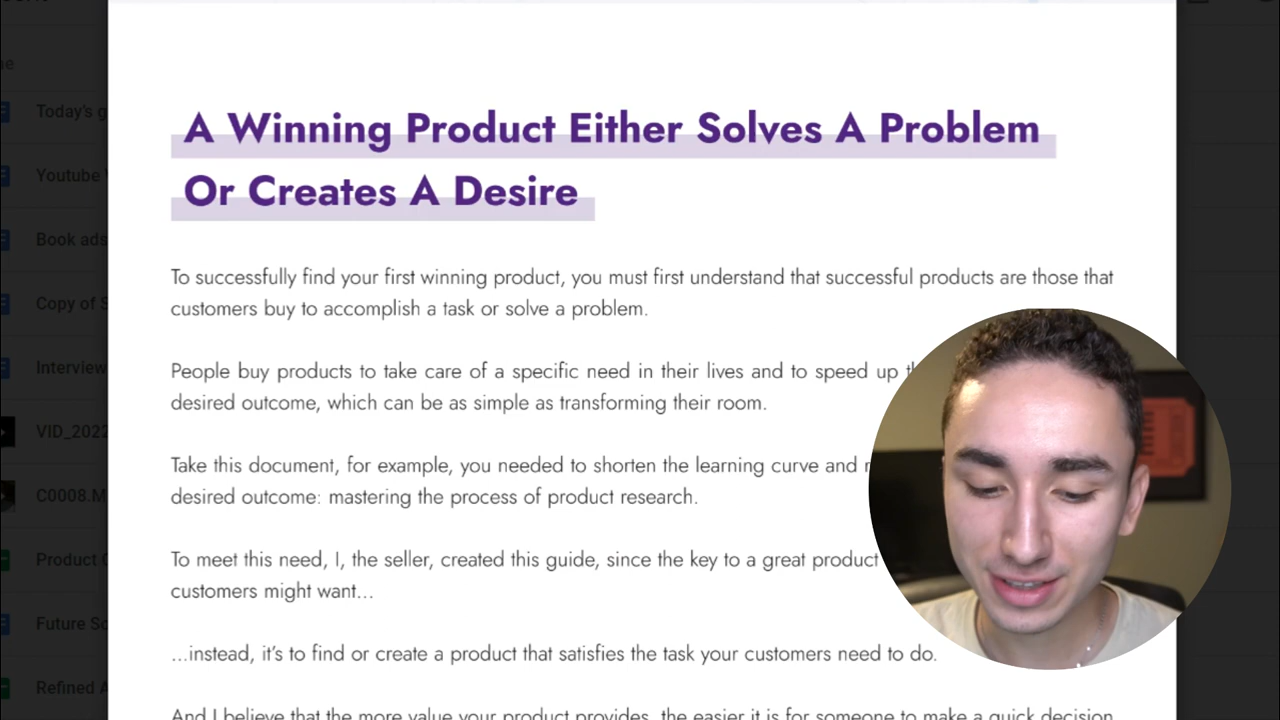 Today's g
Youtube
Book ads
Copy of S
Interview
VID_2022
C0008.M
Product
Future Sc
Refined A
A Winning Product Either Solves A Problem
Or Creates A Desire
To successfully find your first winning product, you must first understand that successful products are those that
customers buy to accomplish a task or solve a problem.
People buy products to take care of a specific need in their lives and to speed up
desired outcome, which can be as simple as transforming their room.
Take this document, for example, you needed to shorten the learning curve and
desired outcome: mastering the process of product research.
To meet this need, I, the seller, created this guide, since the key to a great product
customers might want...
...instead, it's to find or create a product that satisfies the task your customers need to do.
And I believe that the more value your product provides, the easier it is for someone to make a quick decision